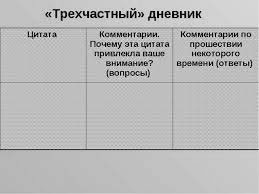 «Трехчастный» дневник
Цитата
Комментарии.
Почему эта цитата
привлекла ваше
внимание?
(вопросы)
Комментарии по
прошествии
некоторого
времени (ответы)